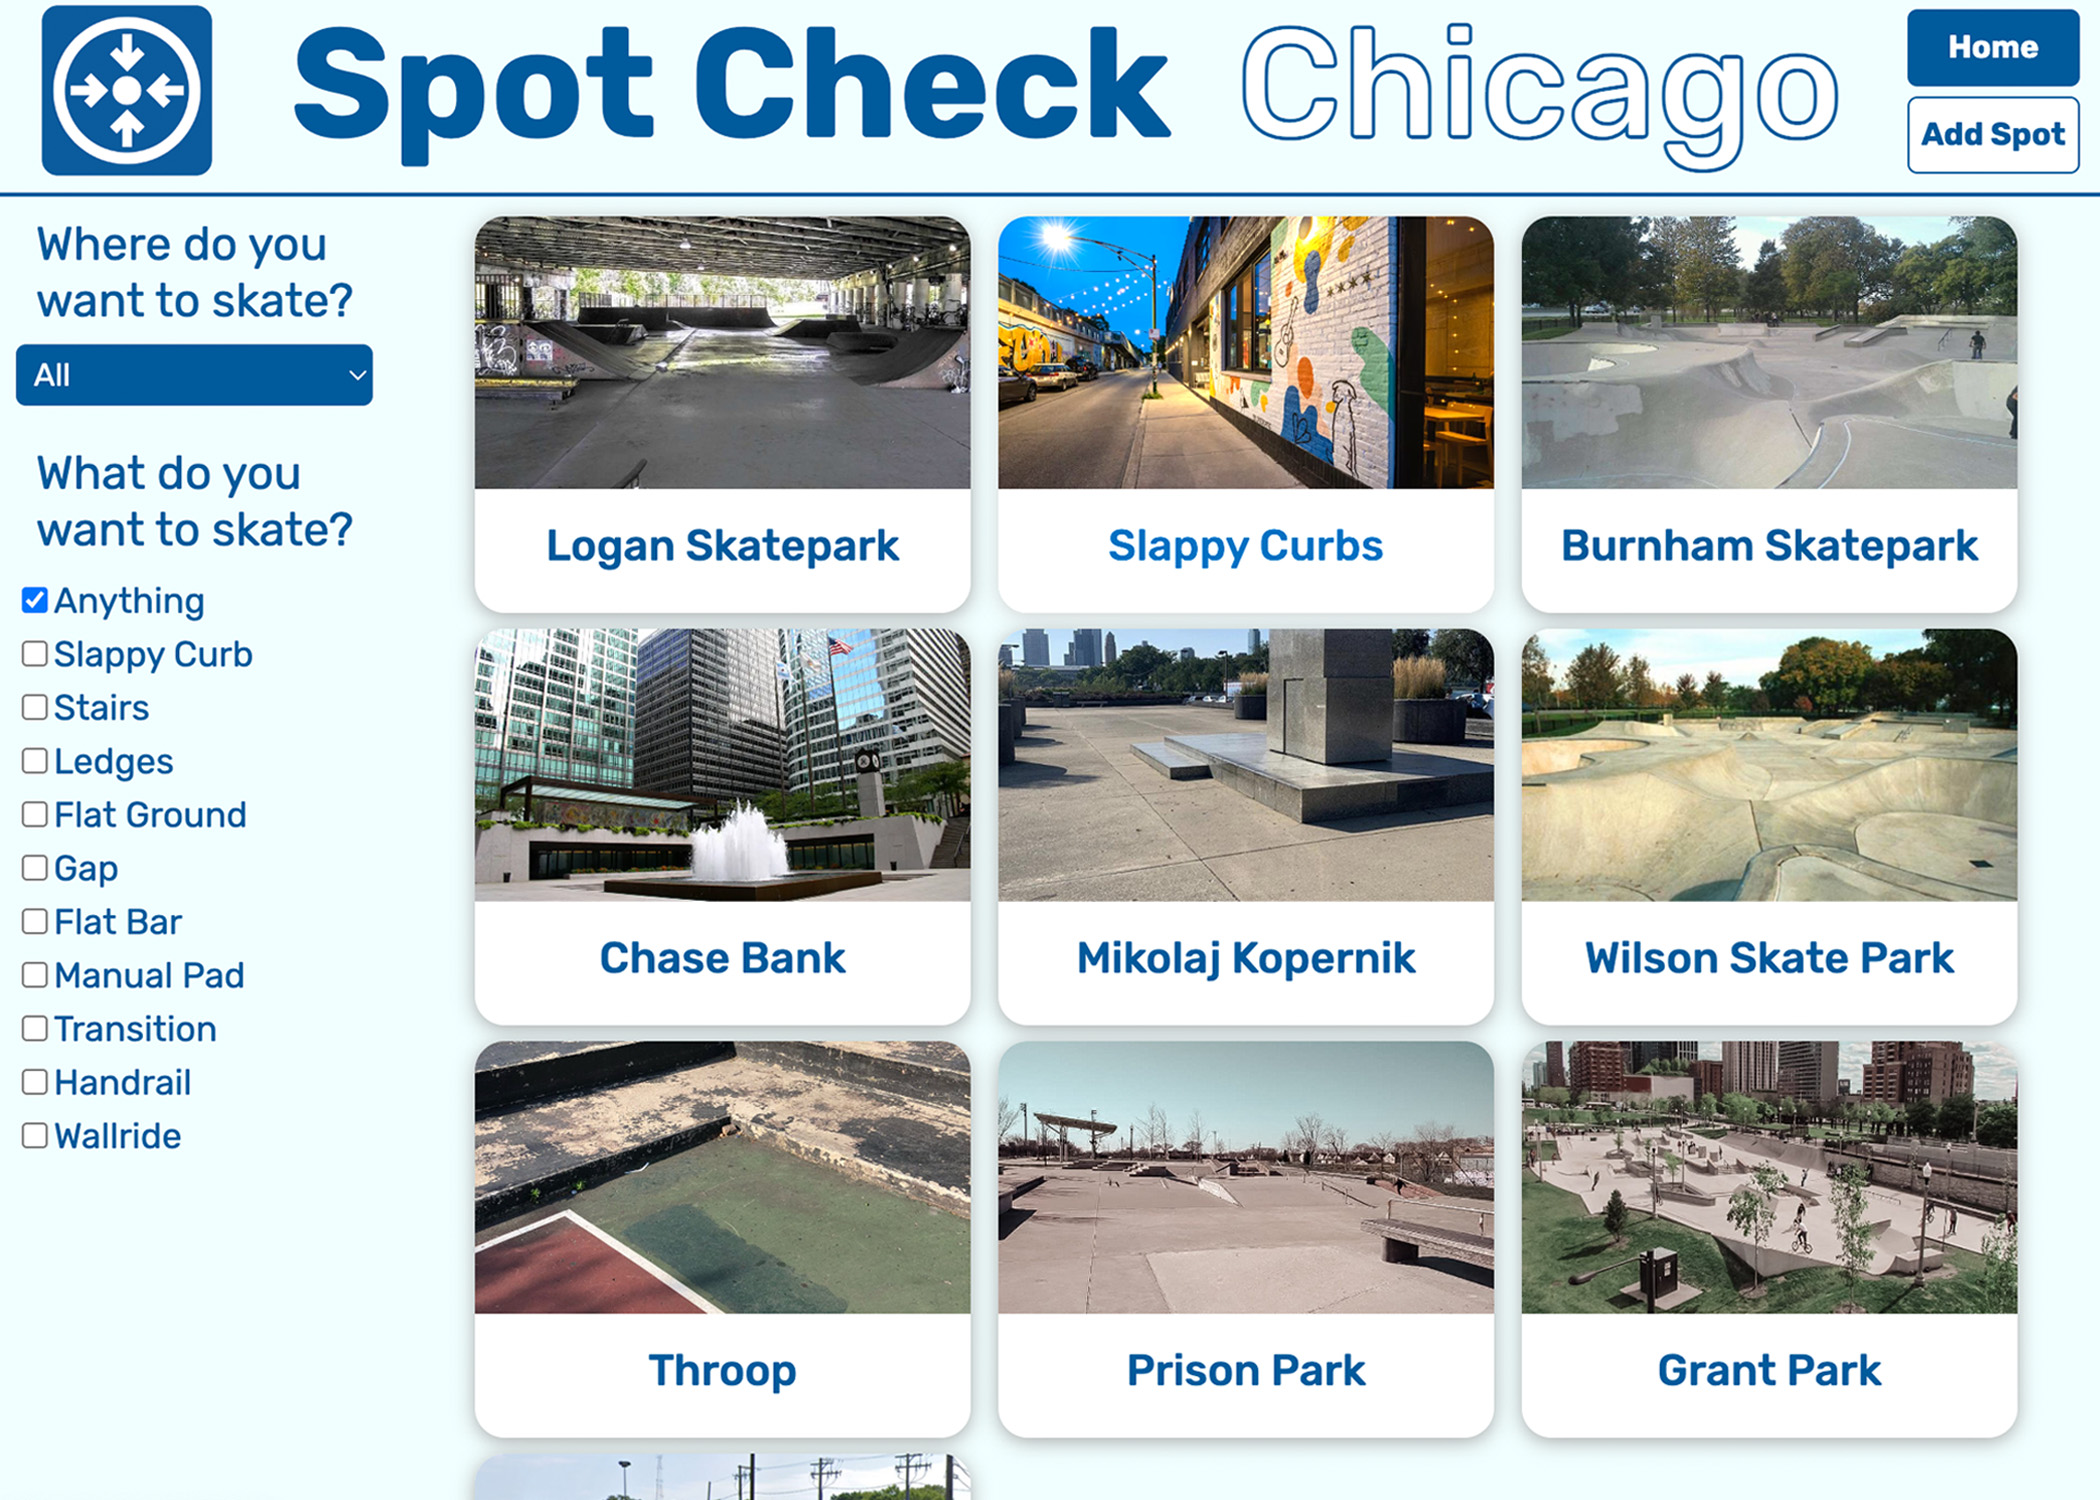 Spot Check Chicago
Home
Add Spot
Where do you
want to skate?
All
What do you
want to skate?
Anything
Slappy Curb
Stairs
Ledges
Flat Ground
Gap
Flat Bar
Manual Pad
Transition
Handrail
Wallride
Logan Skatepark
Slappy Curbs
Burnham Skatepark
Chase Bank
Mikolaj Kopernik
Wilson Skate Park
Throop
Prison Park
Grant Park